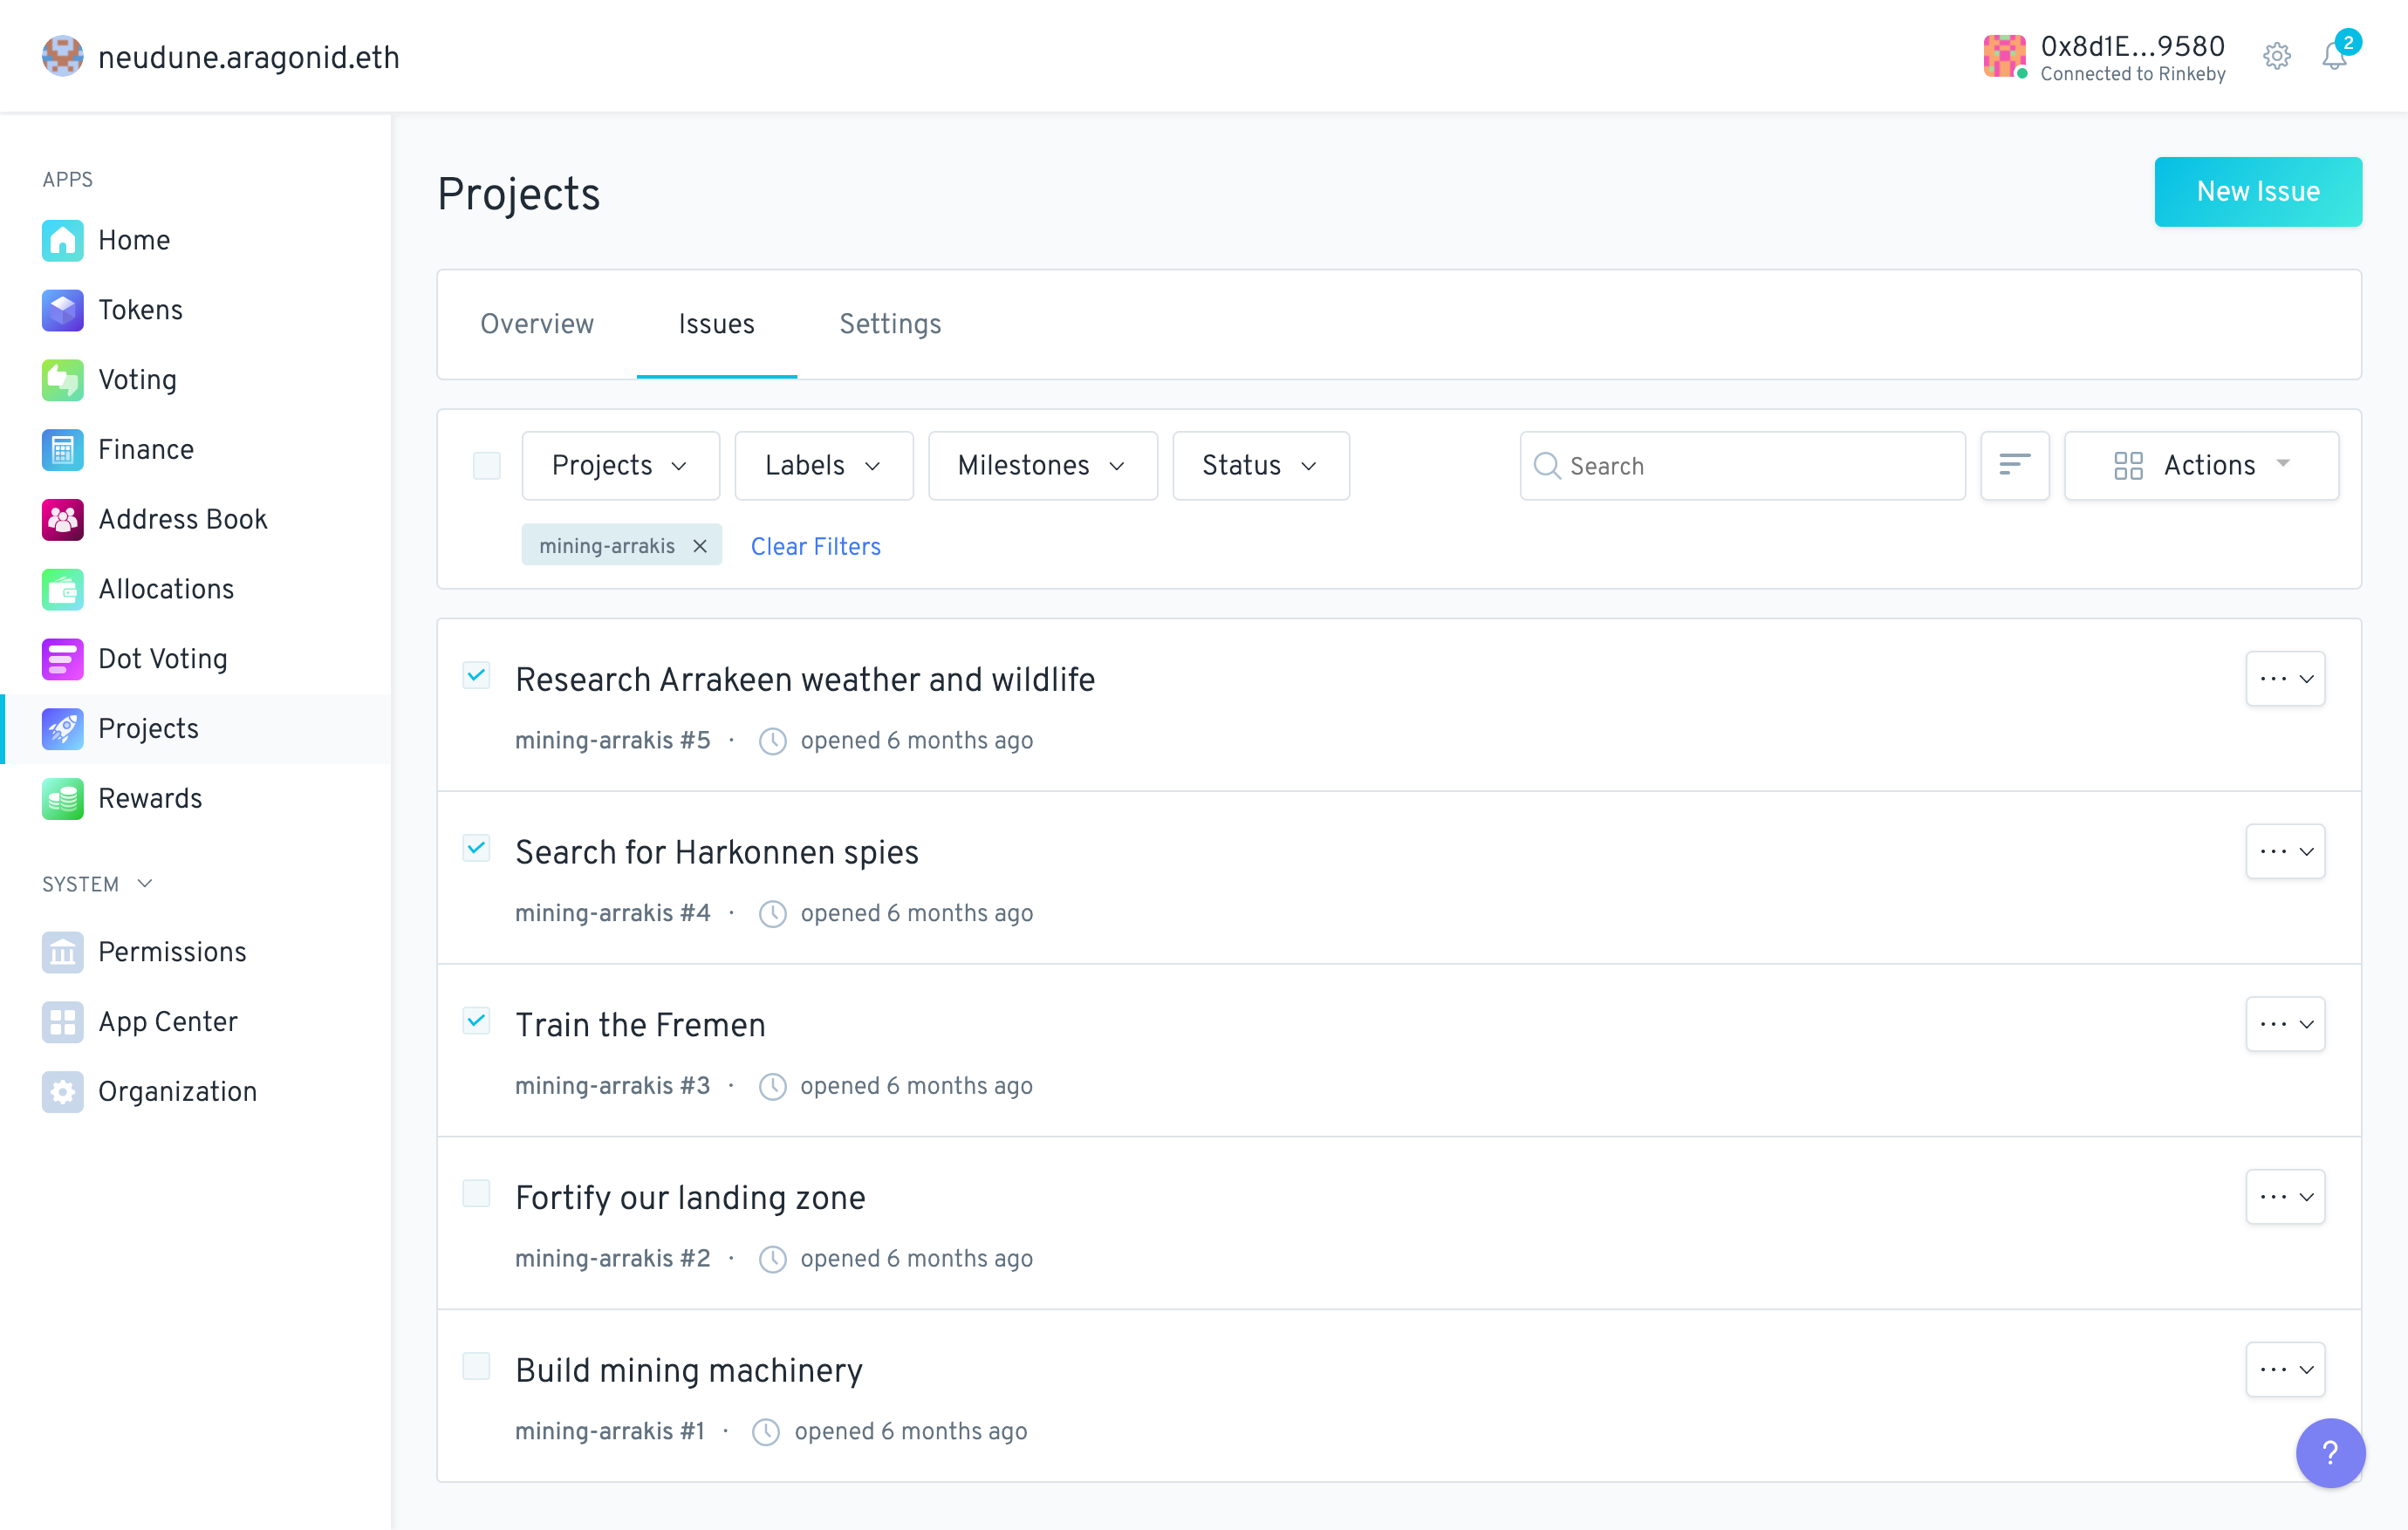 neudune.aragonid.eth
0x8d1E...9580
Connected to Rinkeby
2
APPS
Home
Tokens
Voting
Finance
Address Book
Allocations
Dot Voting
Projects
Rewards
SYSTEM
Permissions
App Center
Organization
Projects
New Issue
Overview Issues Settings
Projects Labels Milestones Status Search Actions
mining-arrakis Clear Filters
Research Arrakeen weather and wildlife
mining-arrakis #5 · opened 6 months ago
Search for Harkonnen spies
mining-arrakis #4 · opened 6 months ago
Train the Fremen
mining-arrakis #3 · opened 6 months ago
Fortify our landing zone
mining-arrakis #2 · opened 6 months ago
Build mining machinery
mining-arrakis #1 · opened 6 months ago
?